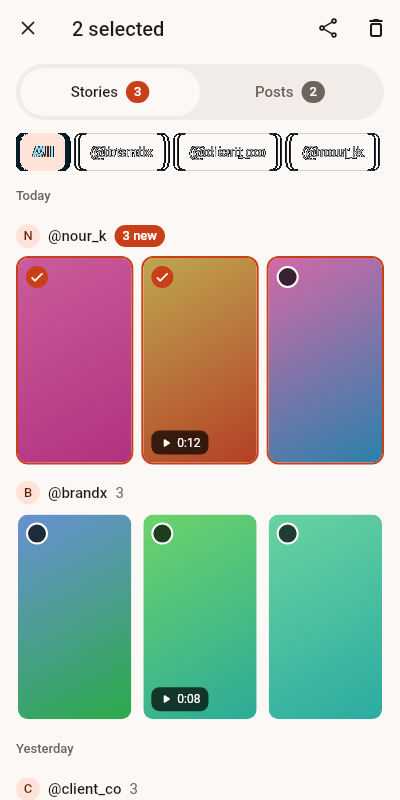 2 selected
Stories 3
Posts 2
Today
N @nour_k 3 new
0:12
B @brandx 3
0:08
Yesterday
C @client_co 3